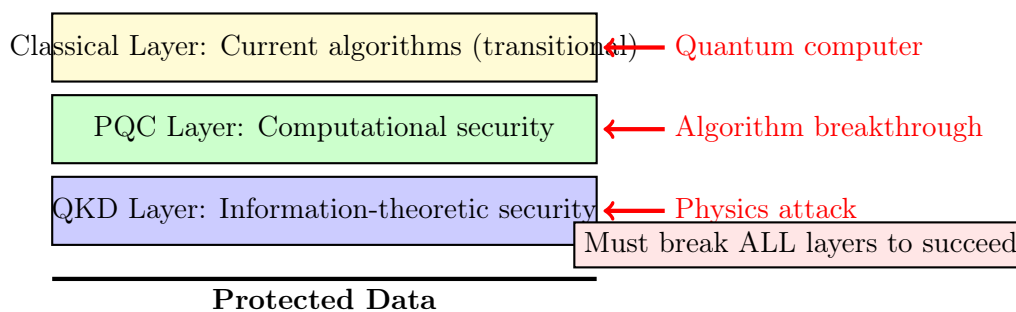 Classical Layer: Current algorithms (transitional)
Quantum computer
PQC Layer: Computational security
Algorithm breakthrough
QKD Layer: Information-theoretic security
Physics attack
Must break ALL layers to succeed
Protected Data